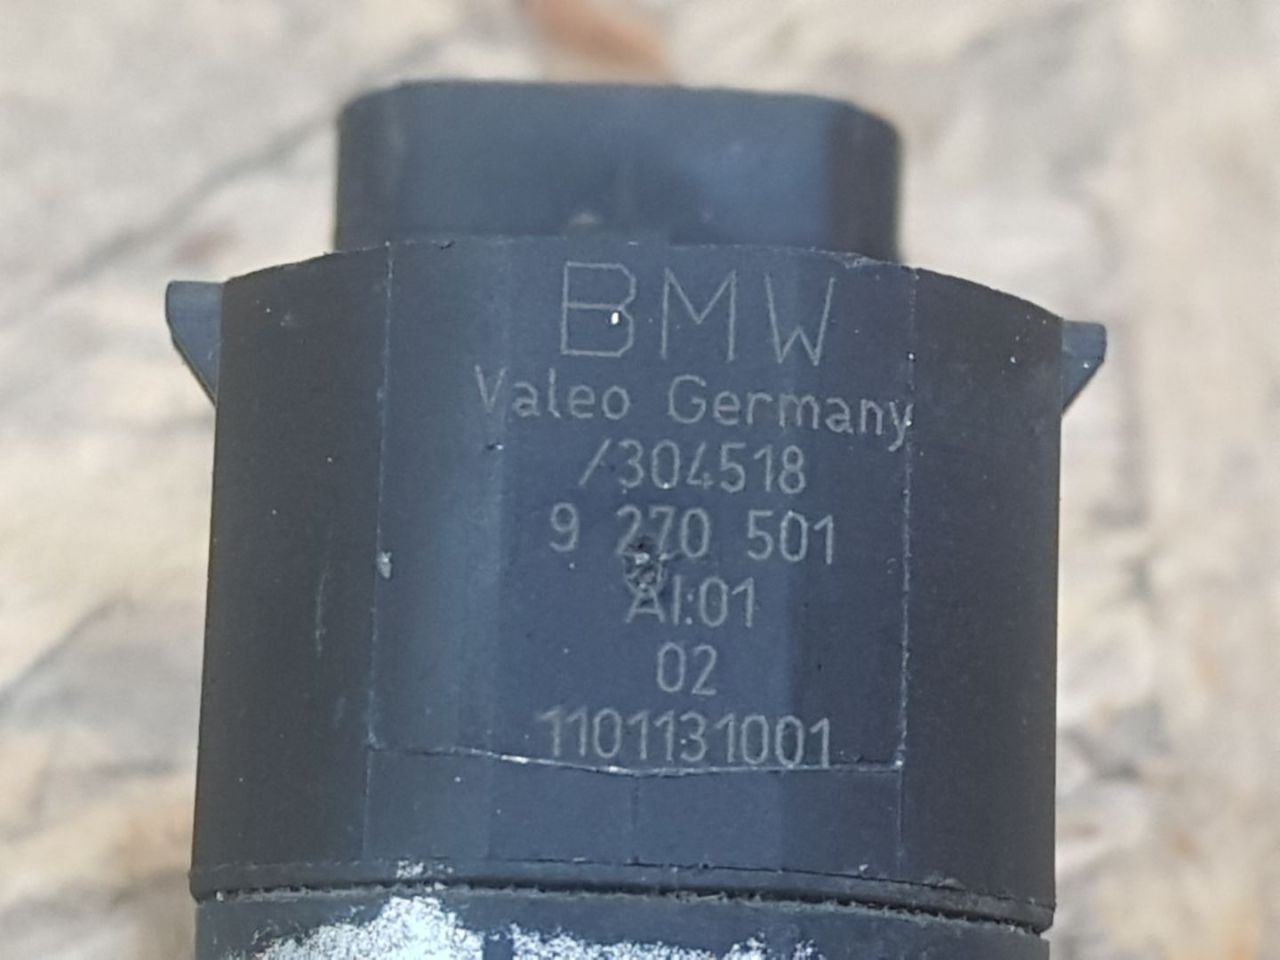 BMW
Valeo Germany
/304518
9 270 501
AI:01
02
1101131001